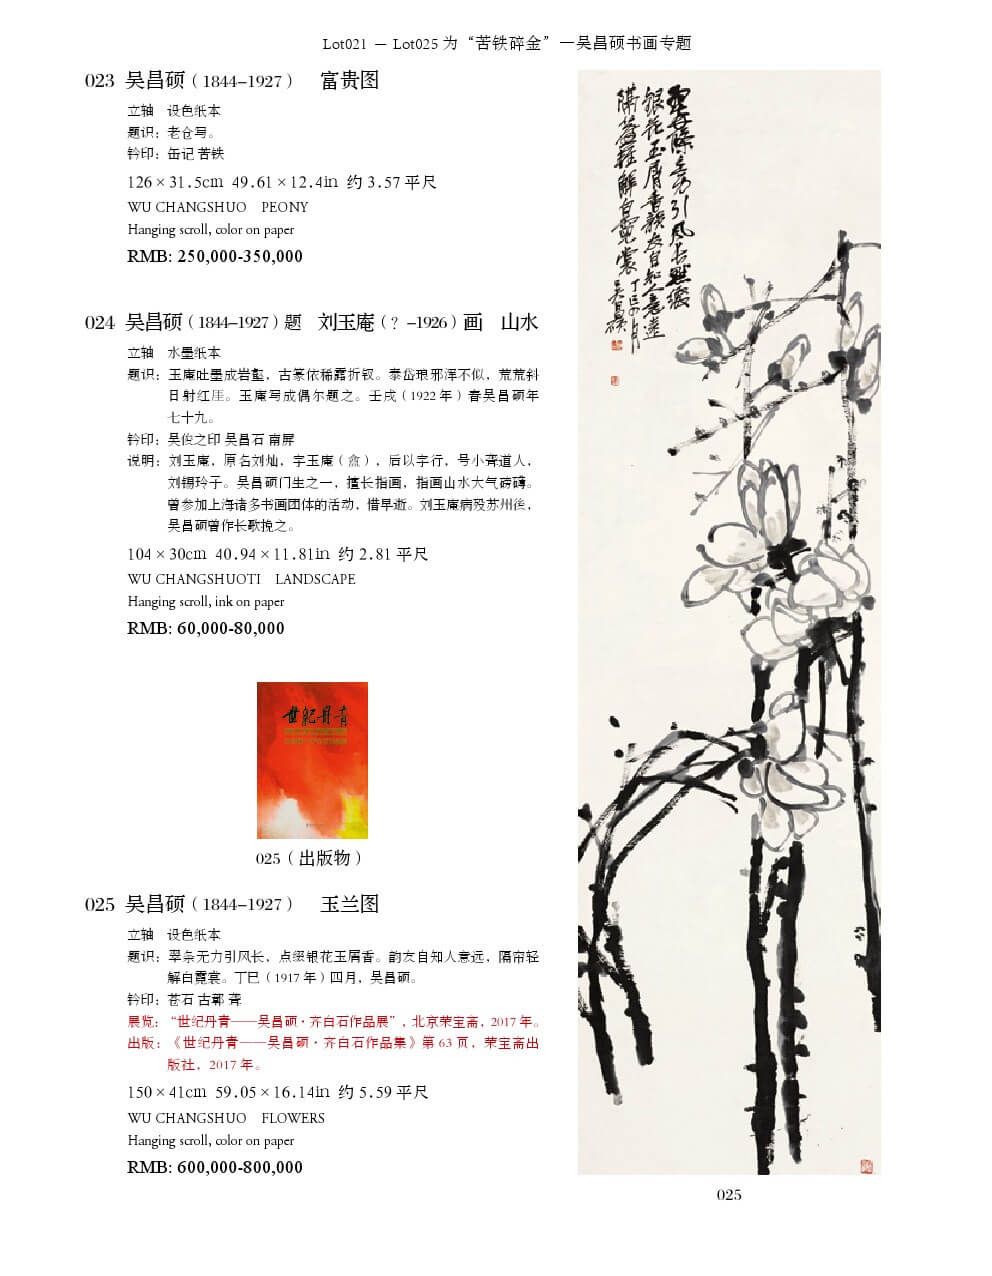 Lot021 — Lot025 为“苦铁碎金”—吴昌硕书画专题
023 吴昌硕（1844-1927） 富贵图
立轴 设色纸本
题识：老仓写。
钤印：缶记 苦铁
126×31.5cm 49.61×12.4in 约 3.57 平尺
WU CHANGSHUO PEONY
Hanging scroll, color on paper
RMB: 250,000-350,000
024 吴昌硕（1844-1927）题 刘玉庵（？-1926）画 山水
立轴 水墨纸本
题识：玉庵吐墨成岩壑，古篆依稀露折钗。泰岱琅邪浑不似，荒荒斜
日射红厓。玉庵写成偶尔题之。壬戌（1922 年）春吴昌硕年
七十九。
钤印：吴俊之印 吴昌石 南屏
说明：刘玉庵，原名刘灿，字玉庵（盦），后以字行，号小聋道人，
刘锡玲子。吴昌硕门生之一，擅长指画，指画山水大气磅礴。
曾参加上海诸多书画团体的活动，惜早逝。刘玉庵病殁苏州后，
吴昌硕曾作长歌挽之。
104×30cm 40.94×11.81in 约 2.81 平尺
WU CHANGSHUOTI LANDSCAPE
Hanging scroll, ink on paper
RMB: 60,000-80,000
世纪丹青
025（出版物）
025 吴昌硕（1844-1927） 玉兰图
立轴 设色纸本
题识：翠条无力引风长，点缀银花玉屑香。韵友自知人意远，隔帘轻
解白霓裳。丁巳（1917 年）四月，吴昌硕。
钤印：苍石 古鄣 聋
展览：“世纪丹青——吴昌硕·齐白石作品展”，北京荣宝斋，2017 年。
出版：《世纪丹青——吴昌硕·齐白石作品集》第 63 页，荣宝斋出
版社，2017 年。
150×41cm 59.05×16.14in 约 5.59 平尺
WU CHANGSHUO FLOWERS
Hanging scroll, color on paper
RMB: 600,000-800,000
翠条无力引风长点缀
银花玉屑香韵友自知人意远
隔帘轻解白霓裳 丁巳四月
吴昌硕
025